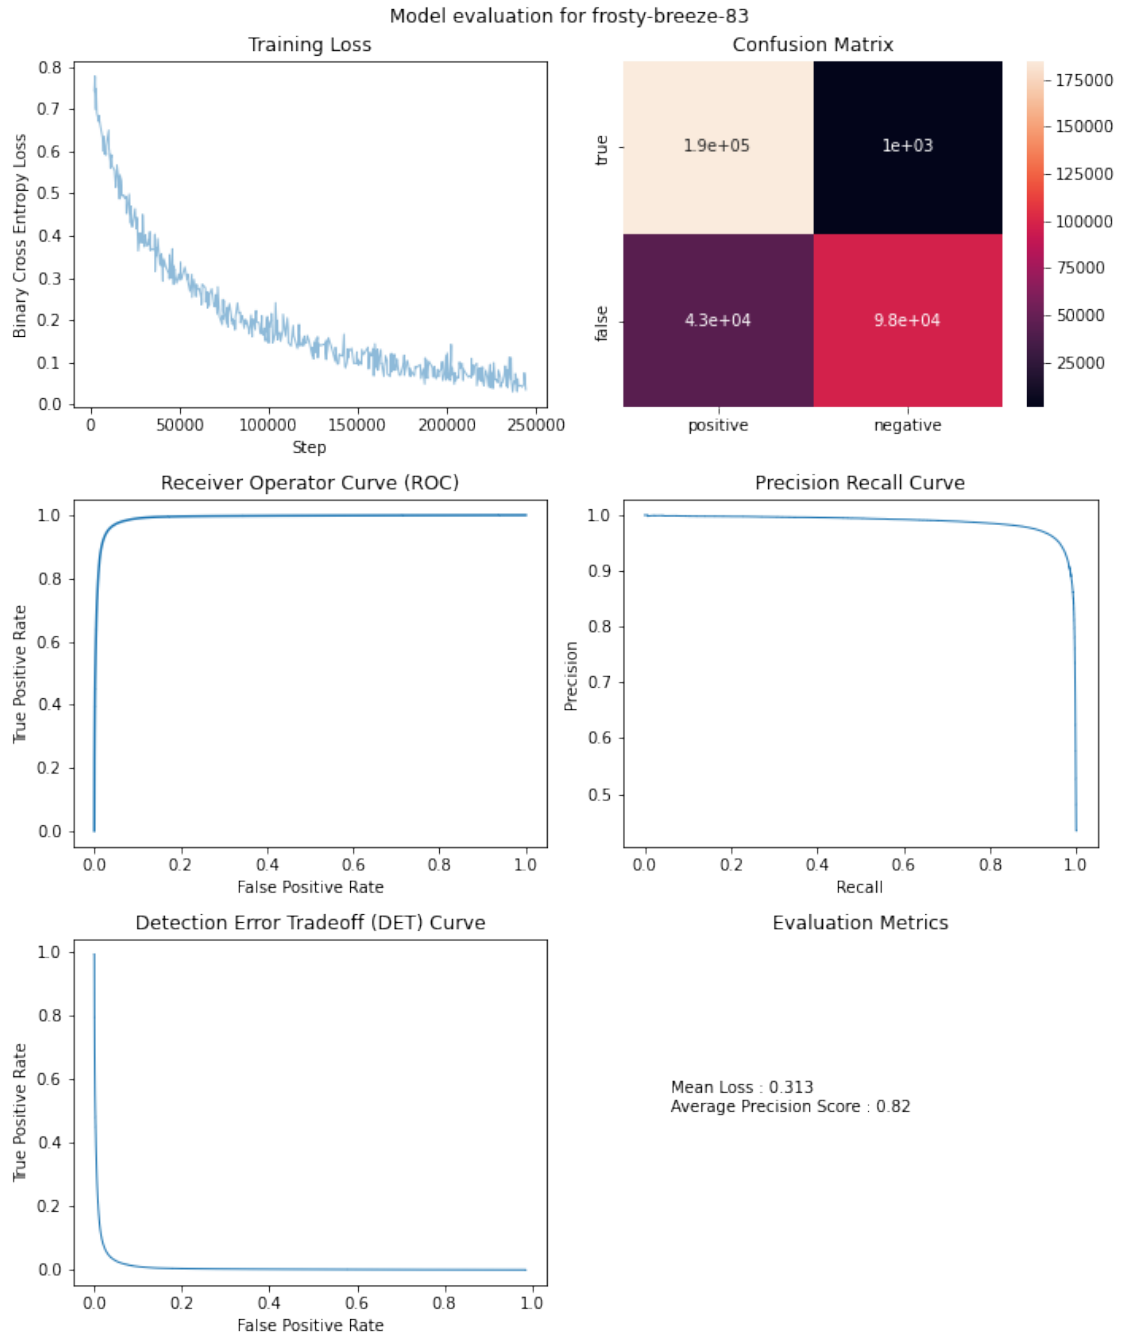 Model evaluation for frosty-breeze-83
Training Loss
Binary Cross Entropy Loss
0.8
0.7
0.6
0.5
0.4
0.3
0.2
0.1
0.0
0
50000
100000
150000
200000
250000
Step
Confusion Matrix
true
false
1.9e+05
1e+03
4.3e+04
9.8e+04
positive
negative
175000
150000
125000
100000
75000
50000
25000
Receiver Operator Curve (ROC)
True Positive Rate
1.0
0.8
0.6
0.4
0.2
0.0
0.0
0.2
0.4
0.6
0.8
1.0
False Positive Rate
Precision Recall Curve
Precision
1.0
0.9
0.8
0.7
0.6
0.5
0.0
0.2
0.4
0.6
0.8
1.0
Recall
Detection Error Tradeoff (DET) Curve
True Positive Rate
1.0
0.8
0.6
0.4
0.2
0.0
0.0
0.2
0.4
0.6
0.8
1.0
False Positive Rate
Evaluation Metrics
Mean Loss : 0.313
Average Precision Score : 0.82